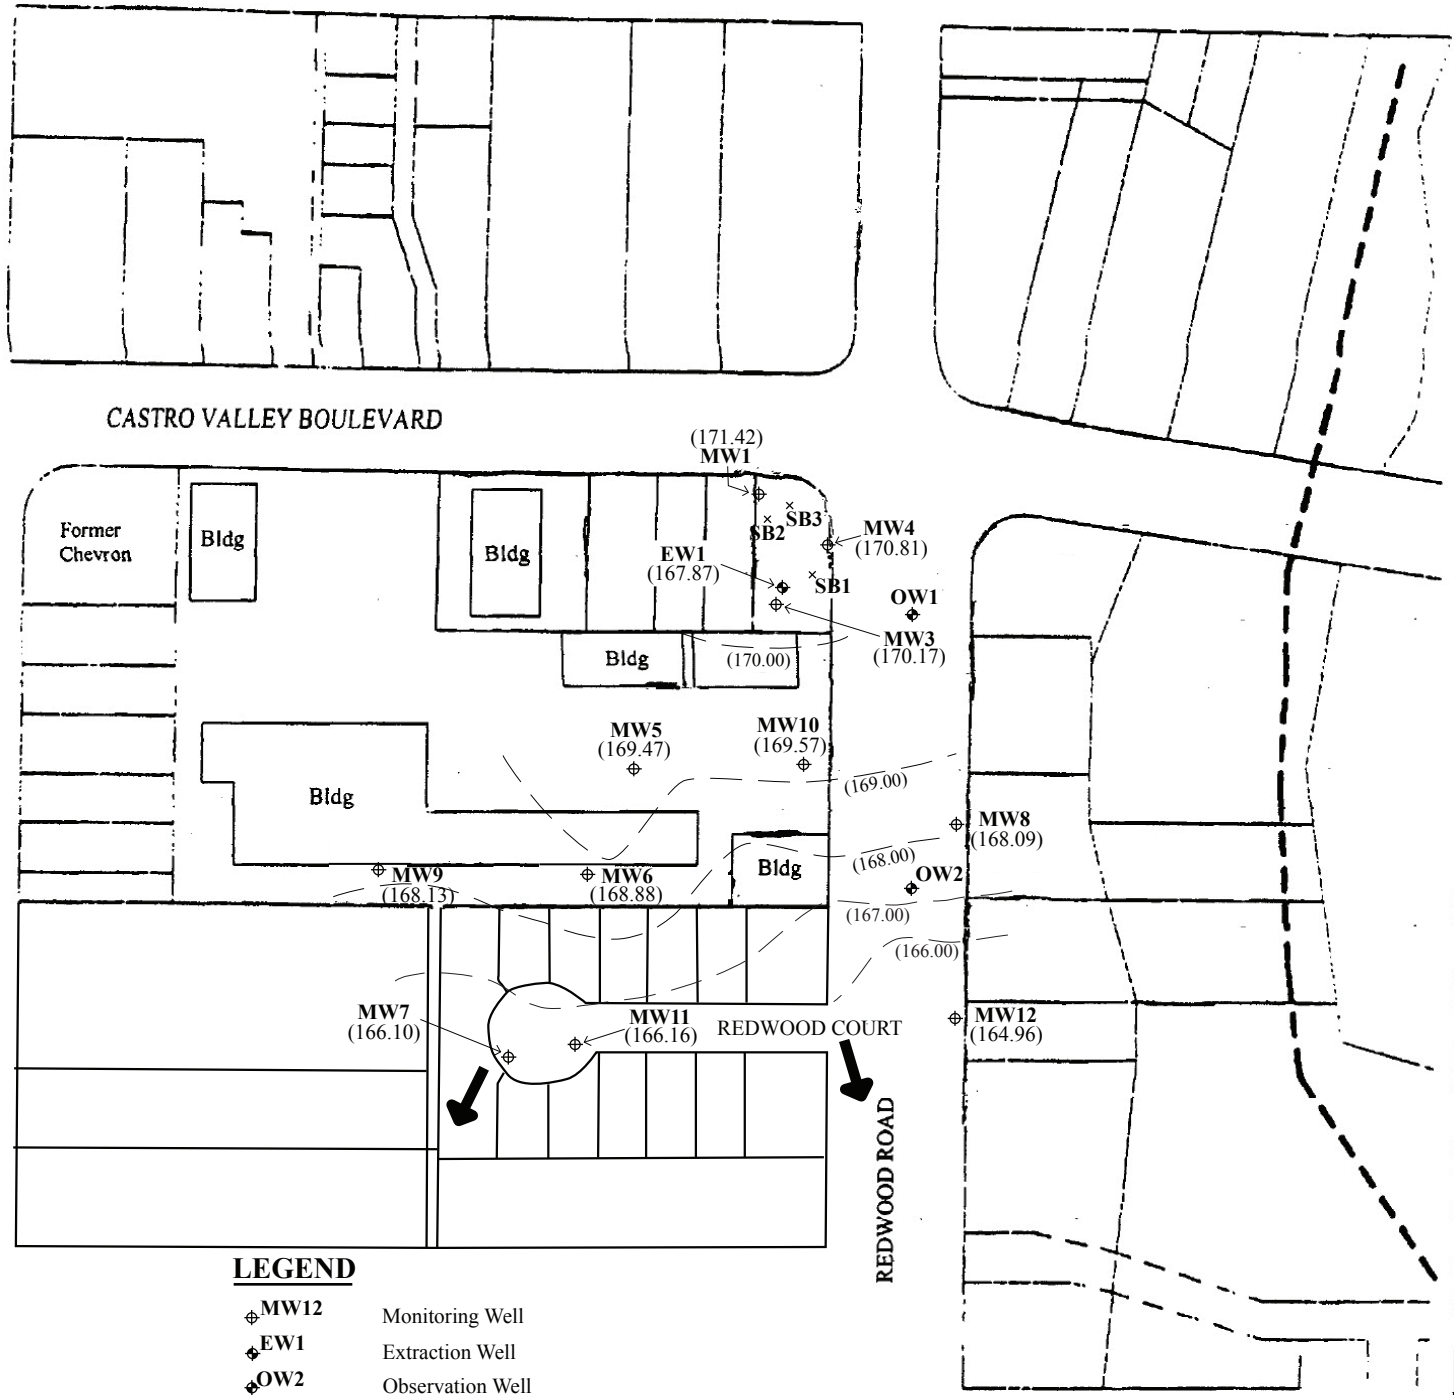 CASTRO VALLEY BOULEVARD
(171.42)
MW1
Former
Chevron
Bldg
Bldg
SB3
SB2
MW4
(170.81)
EW1
(167.87)
SB1
OW1
MW3
(170.17)
Bldg
(170.00)
MW5
(169.47)
MW10
(169.57)
(169.00)
Bldg
MW8
(168.09)
(168.00)
Bldg
MW9
(168.13)
MW6
(168.88)
OW2
(167.00)
(166.00)
MW7
(166.10)
MW11
(166.16)
REDWOOD COURT
MW12
(164.96)
REDWOOD ROAD
LEGEND
MW12 Monitoring Well
EW1 Extraction Well
OW2 Observation Well